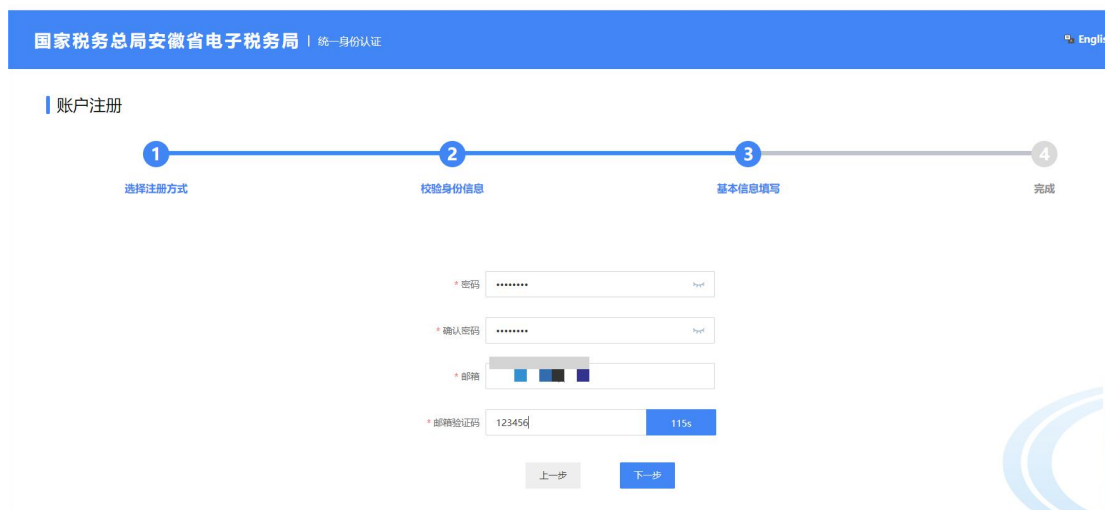 国家税务总局安徽省电子税务局 | 统一身份认证
Englis
账户注册
1 2 3 4
选择注册方式 校验身份信息 基本信息填写 完成
* 密码 ••••••••
* 确认密码 ••••••••
* 邮箱
* 邮箱验证码 123456 115s
上一步 下一步